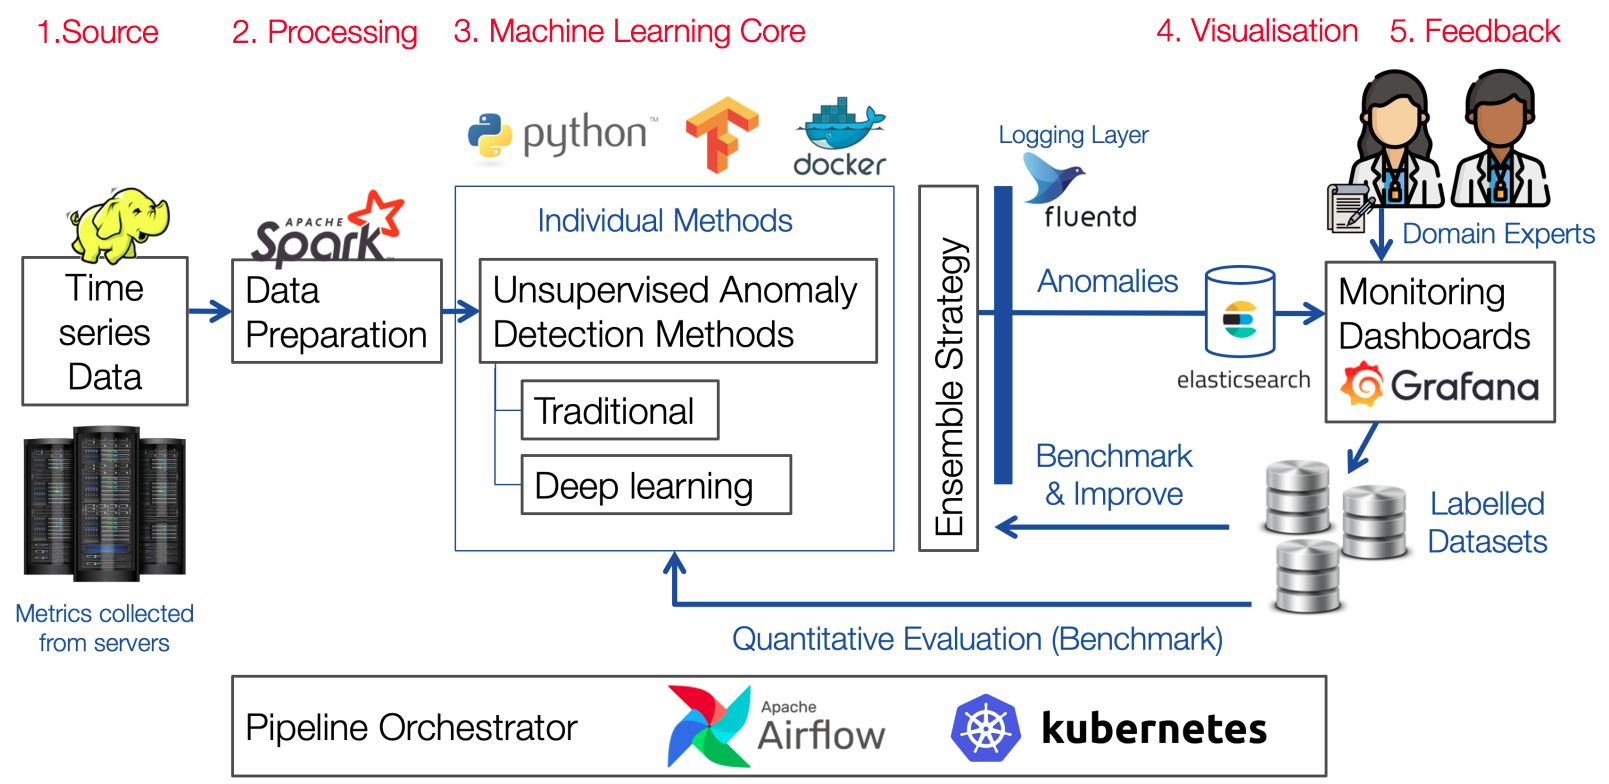 1.Source
2. Processing
3. Machine Learning Core
4. Visualisation
5. Feedback
python™
docker
Logging Layer
fluentd
APACHE
Spark
Individual Methods
Domain Experts
Time
series
Data
Data
Preparation
Unsupervised Anomaly
Detection Methods
Traditional
Deep learning
Ensemble Strategy
Anomalies
elasticsearch
Monitoring
Dashboards
Grafana
Benchmark
& Improve
Labelled
Datasets
Metrics collected
from servers
Quantitative Evaluation (Benchmark)
Pipeline Orchestrator
Apache
Airflow
kubernetes